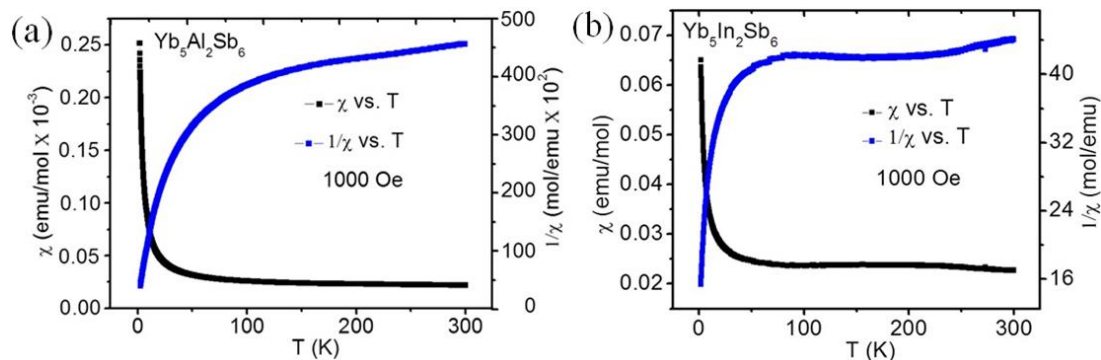 (a)
Yb5Al2Sb6
χ vs. T
1/χ vs. T
1000 Oe
χ (emu/mol X 10-3)
0.25
0.20
0.15
0.10
0.05
0.00
1/χ (mol/emu X 10²)
500
400
300
200
100
0
0 100 200 300
T (K)
(b)
Yb5In2Sb6
χ vs. T
1/χ vs. T
1000 Oe
χ (emu/mol)
0.07
0.06
0.05
0.04
0.03
0.02
1/χ (mol/emu)
40
32
24
16
0 100 200 300
T (K)